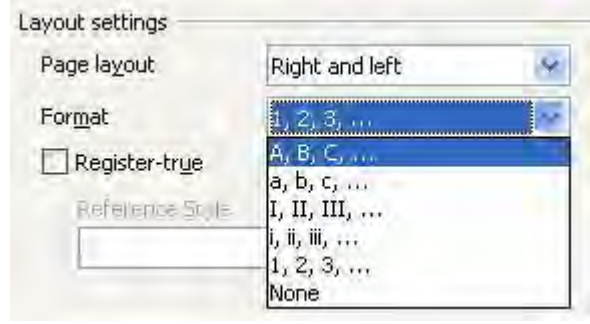 Layout settings
Page layout Right and left
Format 1, 2, 3, ...
A, B, C, ...
Register-true
a, b, c, ...
I, II, III, ...
Reference Style
i, ii, iii, ...
1, 2, 3, ...
None